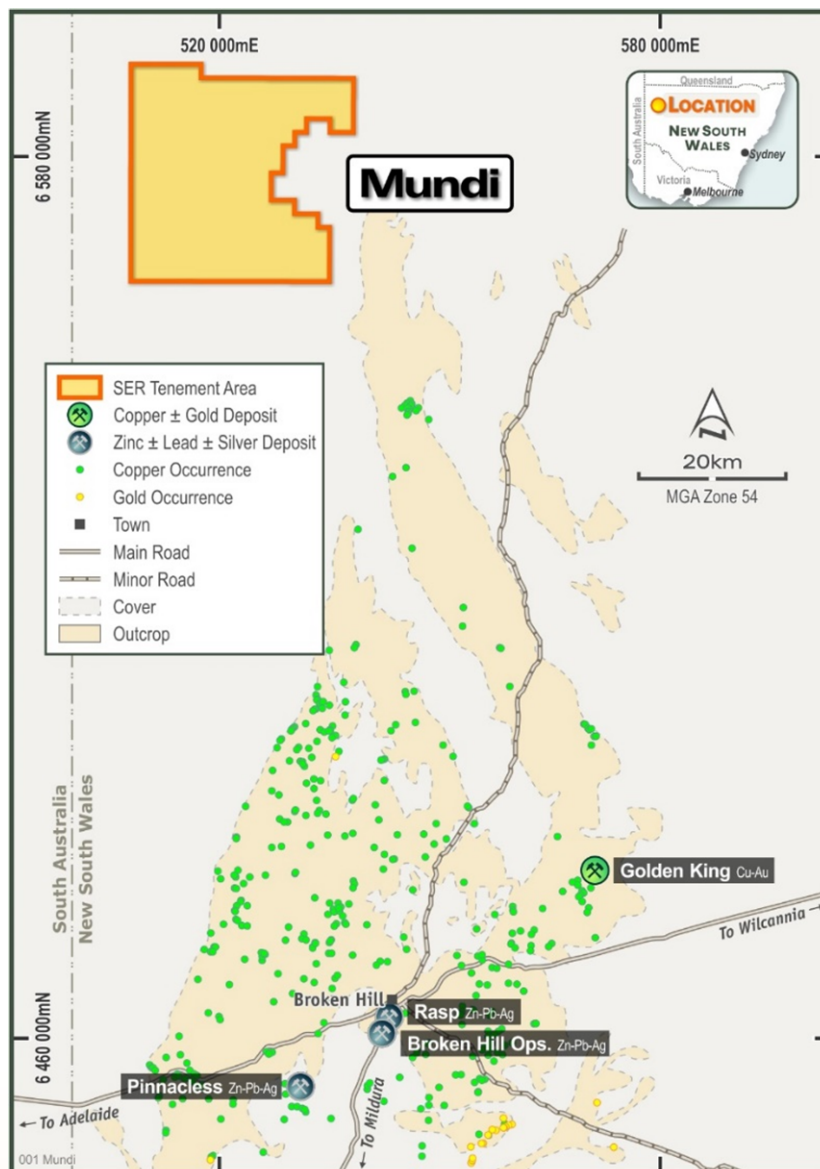 520 000mE
580 000mE
6 580 000mN
Mundi
Queensland
LOCATION
South Australia
NEW SOUTH
WALES
Sydney
Victoria
Melbourne
SER Tenement Area
Copper ± Gold Deposit
Zinc ± Lead ± Silver Deposit
Copper Occurrence
Gold Occurrence
Town
Main Road
Minor Road
Cover
Outcrop
20km
MGA Zone 54
South Australia
New South Wales
Golden King Cu-Au
To Wilcannia
Broken Hill
Rasp Zn-Pb-Ag
Broken Hill Ops. Zn-Pb-Ag
6 460 000mN
Pinnacless Zn-Pb-Ag
To Adelaide
To Mildura
001 Mundi